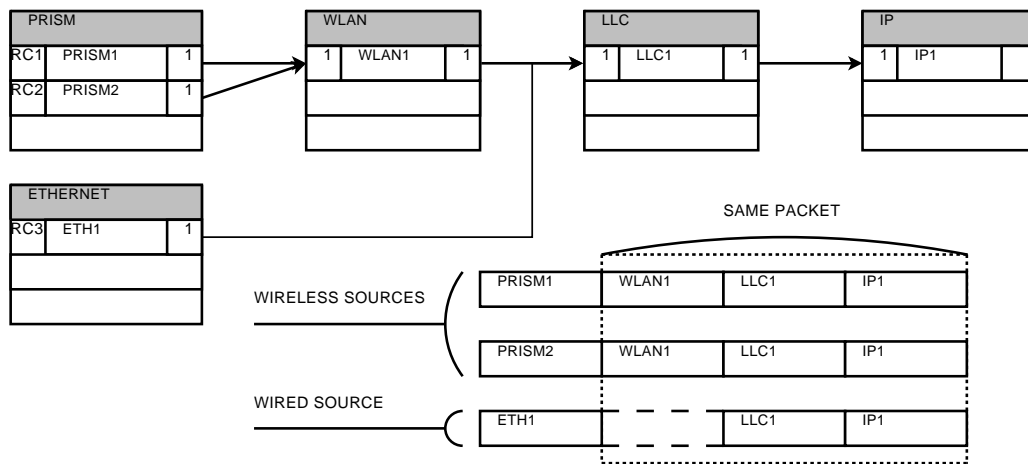 PRISM
RC1 PRISM1 1
RC2 PRISM2 1
WLAN
1 WLAN1 1
LLC
1 LLC1 1
IP
1 IP1
ETHERNET
RC3 ETH1 1
SAME PACKET
WIRELESS SOURCES
PRISM1 WLAN1 LLC1 IP1
PRISM2 WLAN1 LLC1 IP1
WIRED SOURCE
ETH1 LLC1 IP1